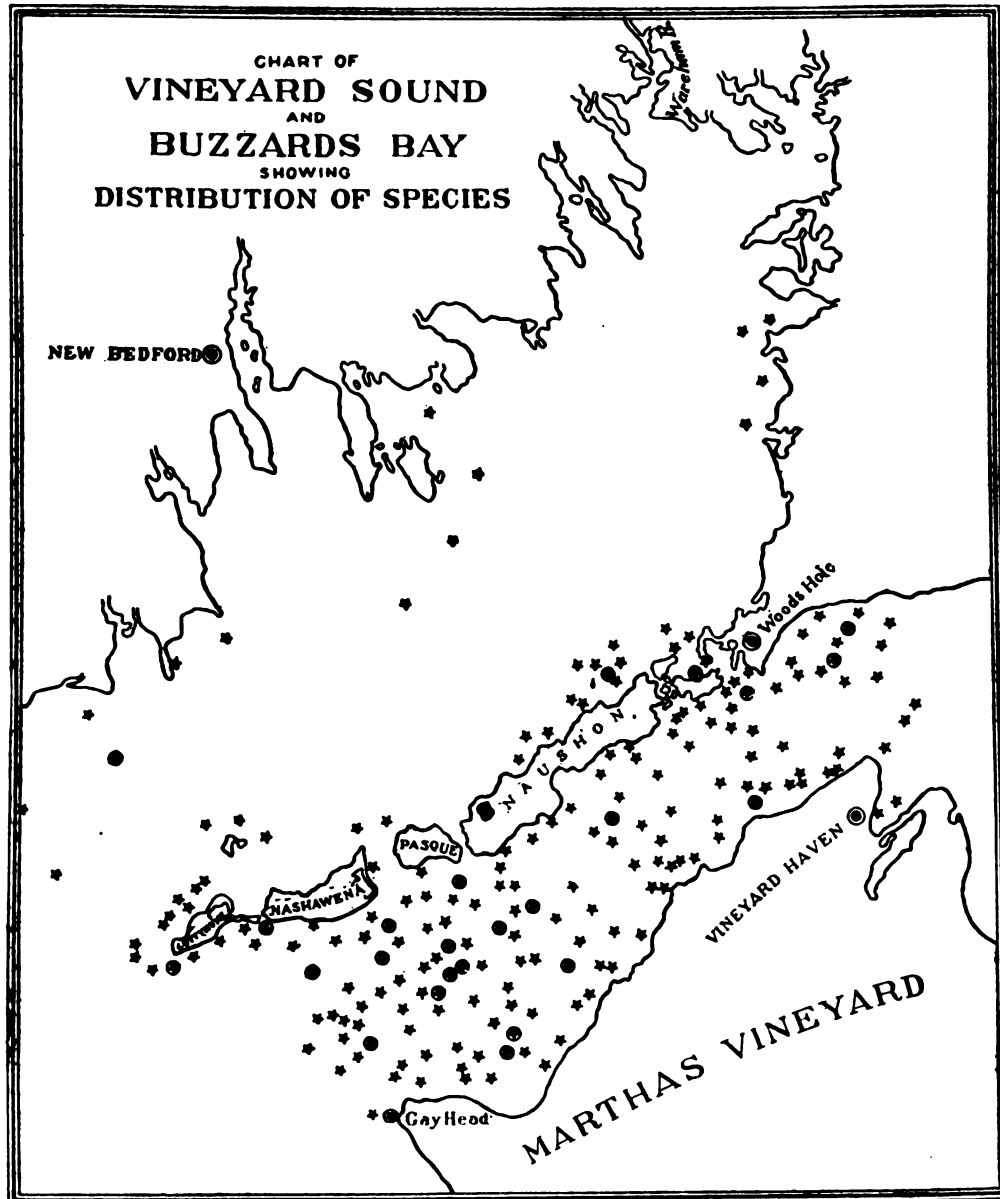 CHART OF
VINEYARD SOUND
AND
BUZZARDS BAY
SHOWING
DISTRIBUTION OF SPECIES
Wareham R.
NEW BEDFORD
Woods Hole
NAUSHON
PASQUE
NASHAWENA
VINEYARD HAVEN
MARTHAS VINEYARD
Gay Head